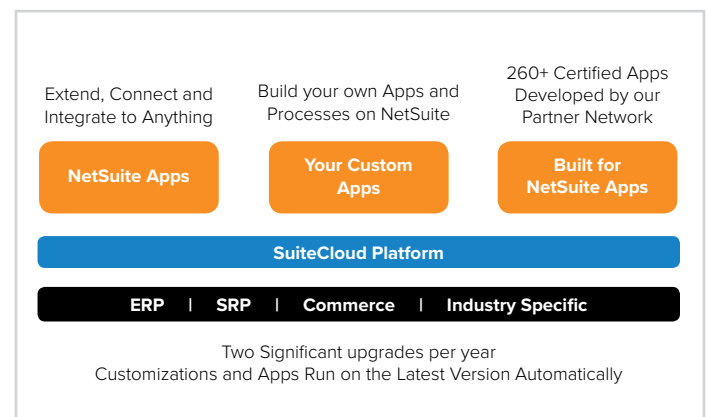 Extend, Connect and
Integrate to Anything
NetSuite Apps
Build your own Apps and
Processes on NetSuite
Your Custom
Apps
260+ Certified Apps
Developed by our
Partner Network
Built for
NetSuite Apps
SuiteCloud Platform
ERP | SRP | Commerce | Industry Specific
Two Significant upgrades per year
Customizations and Apps Run on the Latest Version Automatically